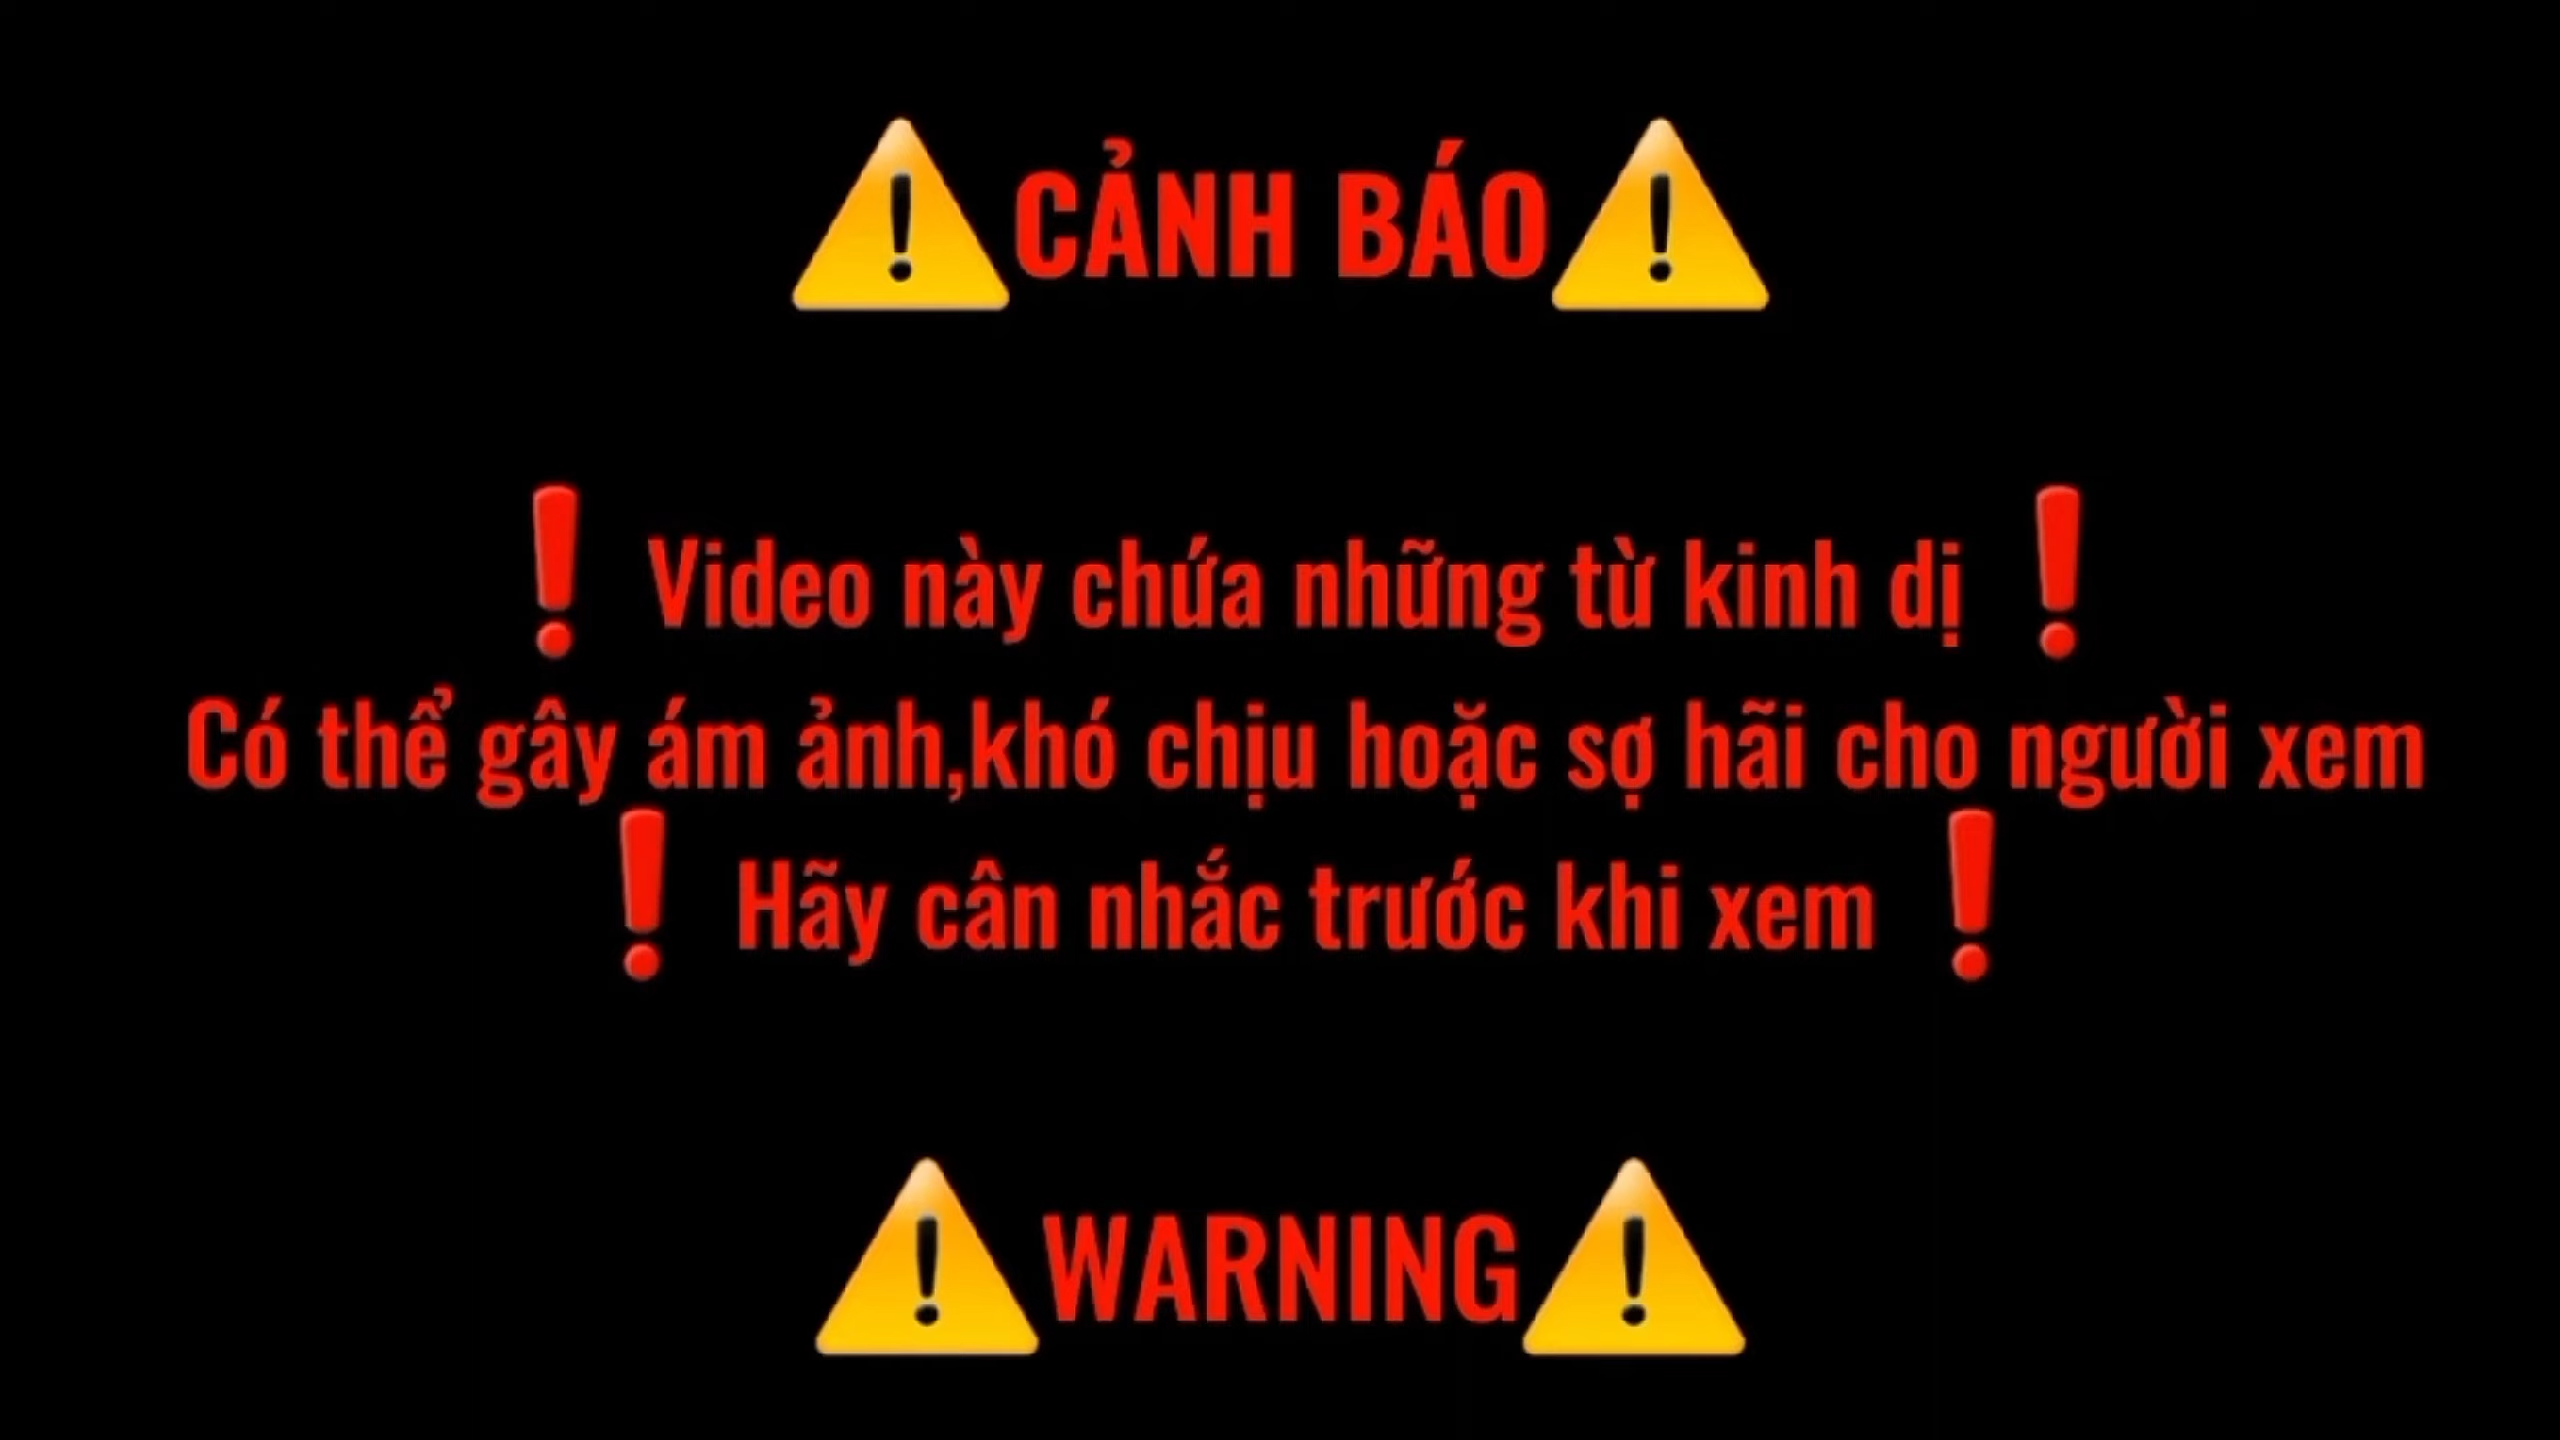 ⚠️CẢNH BÁO⚠️
❗ Video này chứa những từ kinh dị ❗
Có thể gây ám ảnh,khó chịu hoặc sợ hãi cho người xem
❗ Hãy cân nhắc trước khi xem ❗
⚠️WARNING⚠️